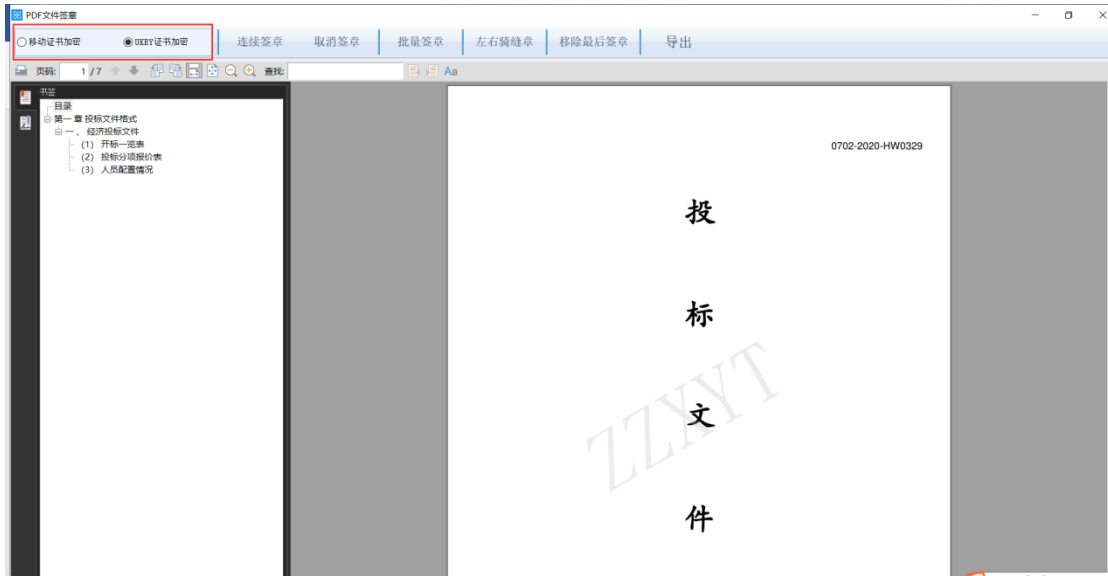 PDF文件签章
移动证书加密 UKEY证书加密 连续签章 取消签章 批量签章 左右骑缝章 移除最后签章 导出
页码: 1 /7 查找: Aa
书签
目录
第一章 投标文件格式
一、 经济投标文件
(1) 开标一览表
(2) 投标分项报价表
(3) 人员配置情况
0702-2020-HW0329
投
标
文
件
ZZXYT